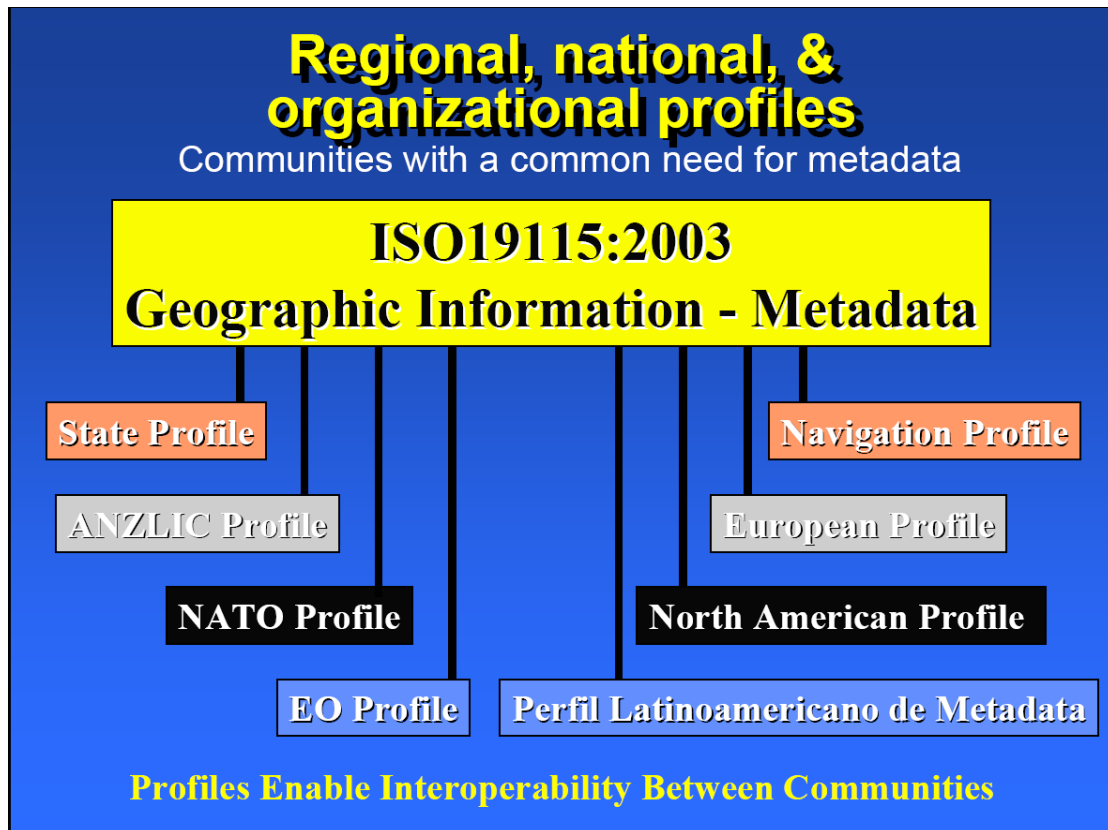 Regional, national, &
organizational profiles
Communities with a common need for metadata
ISO19115:2003
Geographic Information - Metadata
State Profile
Navigation Profile
ANZLIC Profile
European Profile
NATO Profile
North American Profile
EO Profile
Perfil Latinoamericano de Metadata
Profiles Enable Interoperability Between Communities